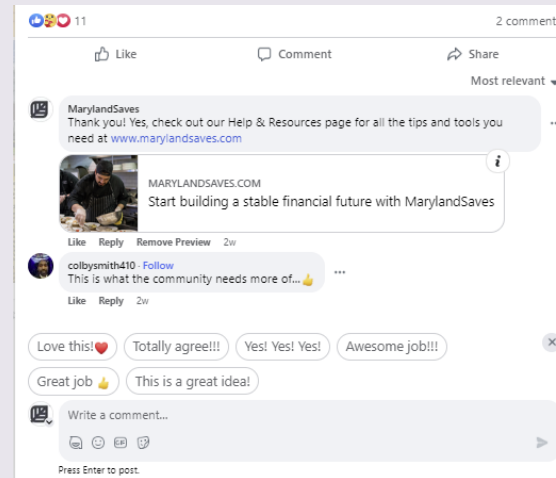 11
2 comment
Like
Comment
Share
Most relevant
MarylandSaves
Thank you! Yes, check out our Help & Resources page for all the tips and tools you
need at www.marylandsaves.com
MARYLANDSAVES.COM
Start building a stable financial future with MarylandSaves
Like Reply Remove Preview 2w
colbysmith410 · Follow
This is what the community needs more of...👍
Like Reply 2w
Love this!❤️ Totally agree!!! Yes! Yes! Yes! Awesome job!!!
Great job 👍 This is a great idea!
Write a comment...
GIF
Press Enter to post.